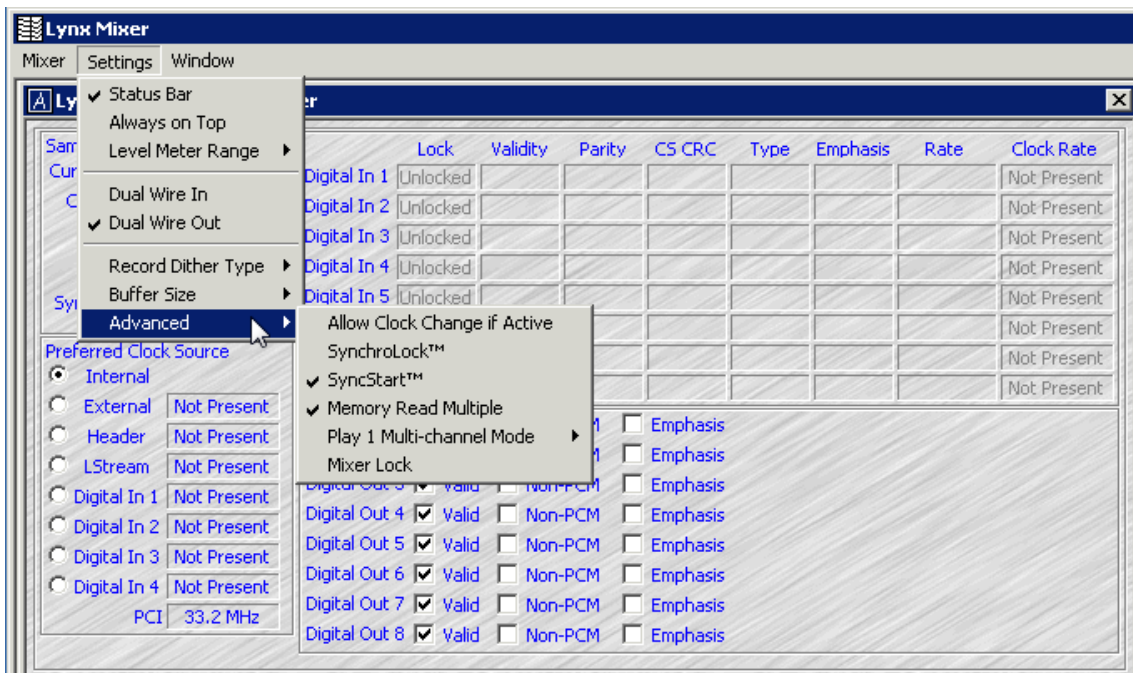 Lynx Mixer
Mixer Settings Window
Ly er
Status Bar
Always on Top
Level Meter Range
Dual Wire In
Dual Wire Out
Record Dither Type
Buffer Size
Advanced
Allow Clock Change if Active
SynchroLock™
SyncStart™
Memory Read Multiple
Play 1 Multi-channel Mode
Mixer Lock
Sam
Cur
C
Sy
Lock Validity Parity CS CRC Type Emphasis Rate Clock Rate
Digital In 1 Unlocked Not Present
Digital In 2 Unlocked Not Present
Digital In 3 Unlocked Not Present
Digital In 4 Unlocked Not Present
Digital In 5 Unlocked Not Present
Not Present
Not Present
Not Present
Preferred Clock Source
Internal
External Not Present
Header Not Present
LStream Not Present
Digital In 1 Not Present
Digital In 2 Not Present
Digital In 3 Not Present
Digital In 4 Not Present
PCI 33.2 MHz
Emphasis
Emphasis
Digital Out 3 Valid Non-PCM Emphasis
Digital Out 4 Valid Non-PCM Emphasis
Digital Out 5 Valid Non-PCM Emphasis
Digital Out 6 Valid Non-PCM Emphasis
Digital Out 7 Valid Non-PCM Emphasis
Digital Out 8 Valid Non-PCM Emphasis